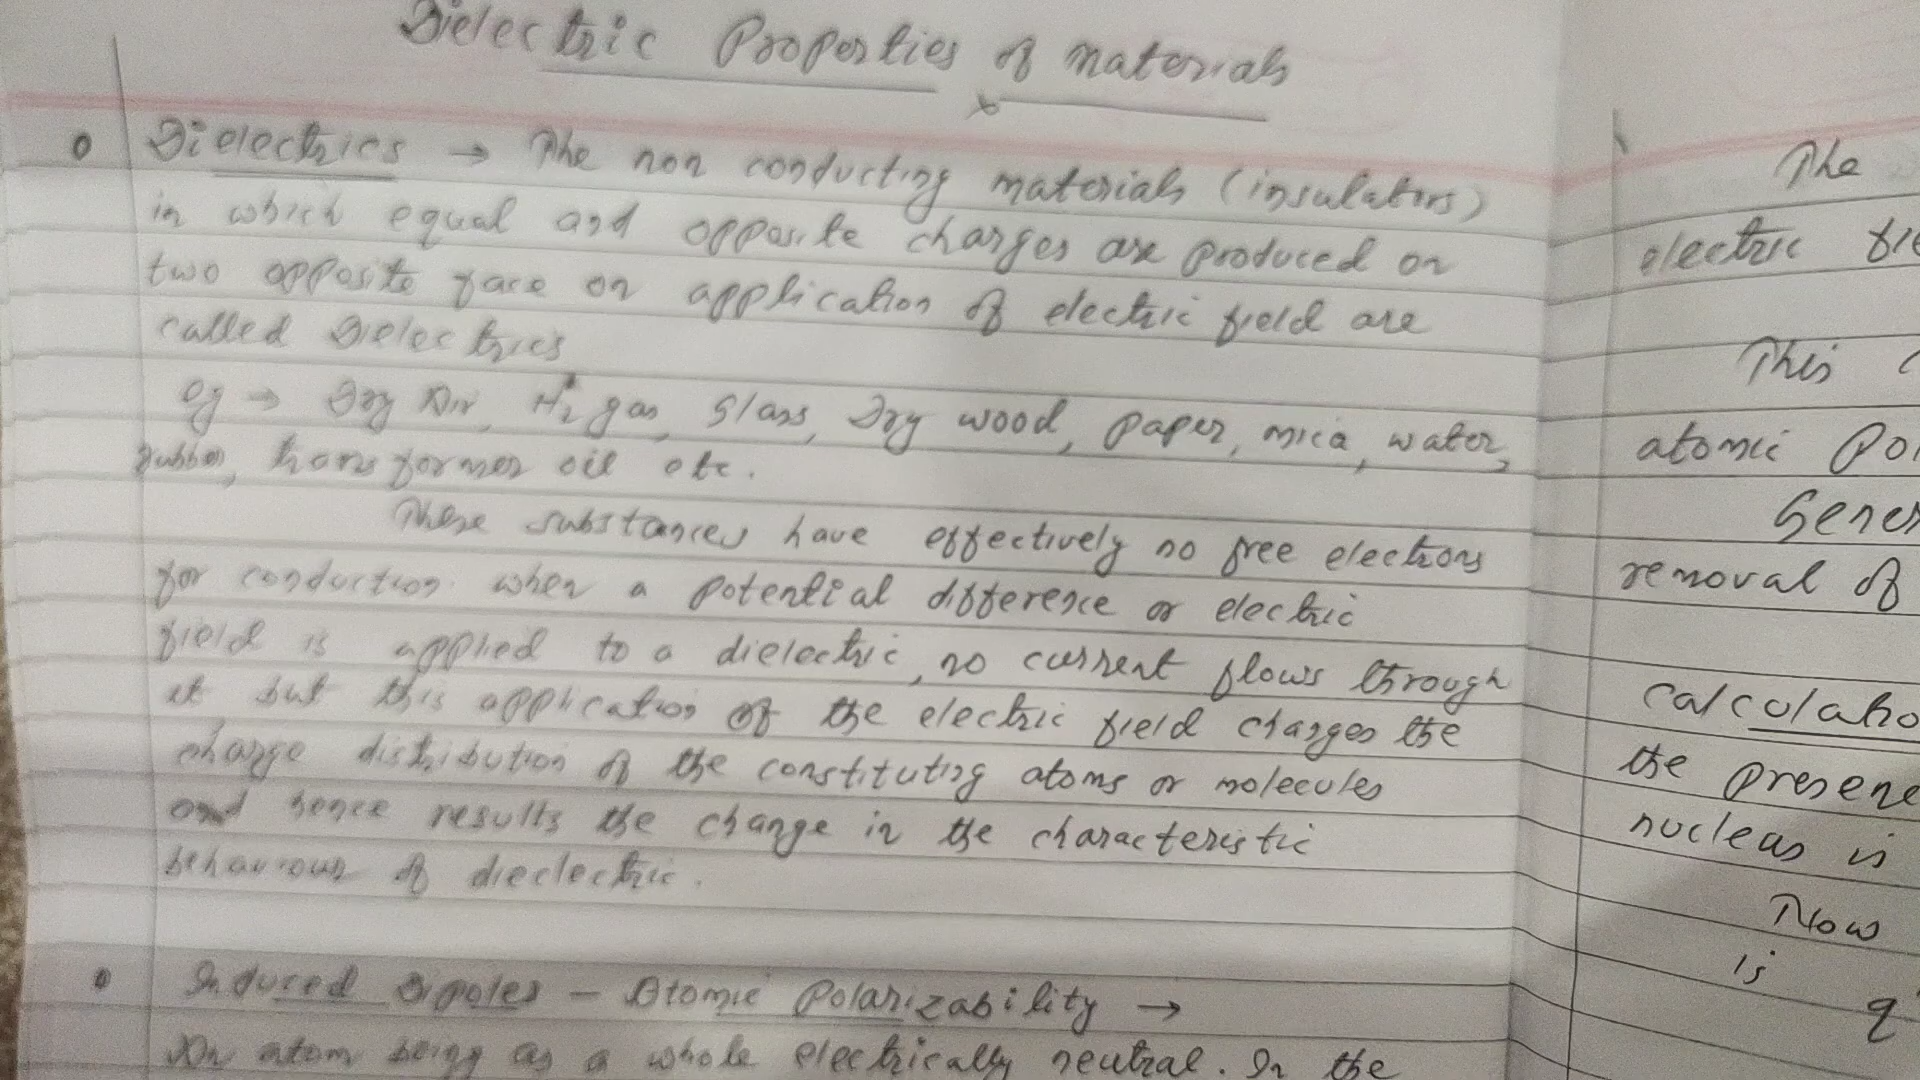 Dielectric Properties of materials
Dielectrics → The non conducting materials (insulators)
in which equal and opposite charges are produced on
two opposite face on application of electric field are
called Dielectrics
eg → Dry Air, H2 gas, Glass, Dry wood, paper, mica, water,
Rubber, transformer oil etc.
These substances have effectively no free electrons
for conduction when a potential difference or electric
field is applied to a dielectric, no current flows through
it but this application of the electric field changes the
charge distribution of the constituting atoms or molecules
and hence results the change in the characteristic
behaviour of dieclectric.
Induced Dipoles - Atomic Polarizability →
An atom being as a whole electrically neutral. In the
The
electric
This
atomic
removal of
the
nucleas is
Now
is
q